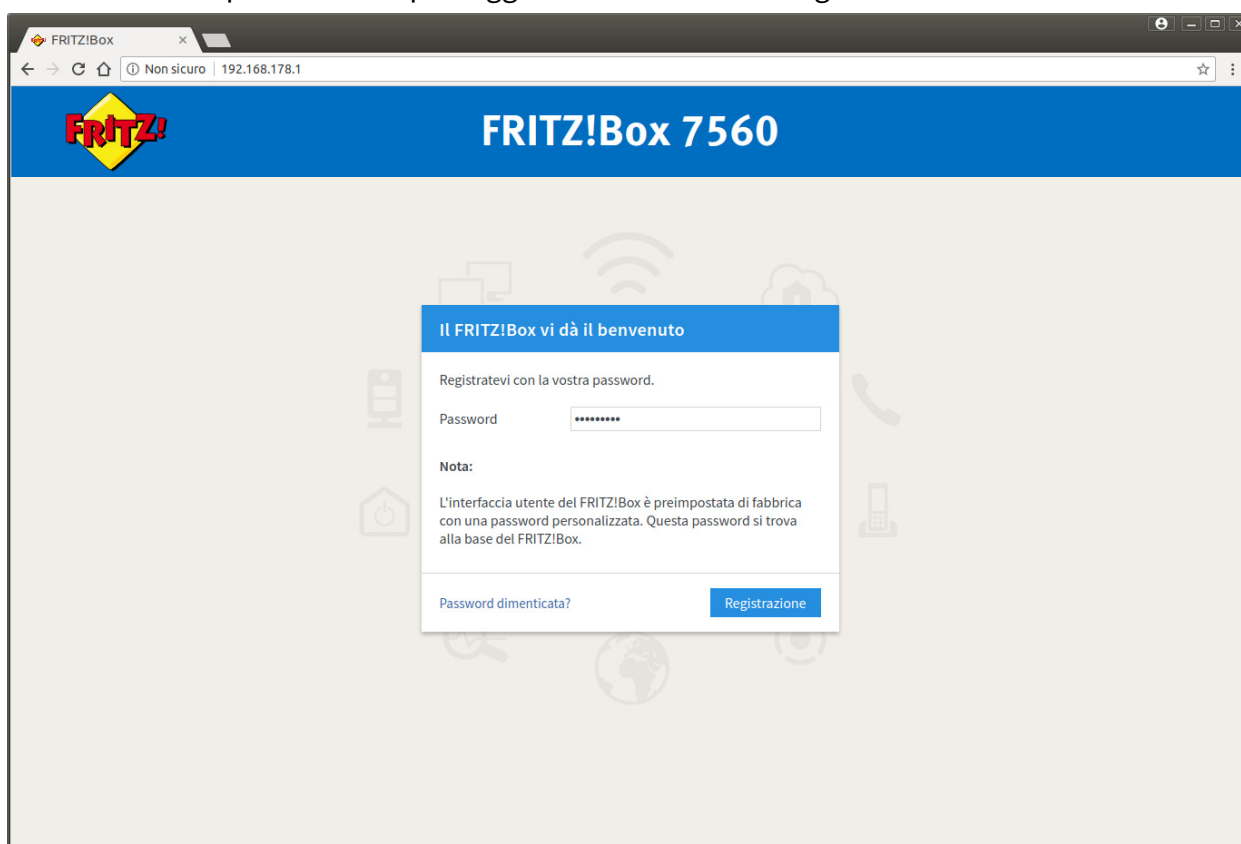 FRITZ!Box
Non sicuro | 192.168.178.1
FRITZ!
FRITZ!Box 7560
Il FRITZ!Box vi dà il benvenuto
Registratevi con la vostra password.
Password •••••••••
Nota:
L'interfaccia utente del FRITZ!Box è preimpostata di fabbrica
con una password personalizzata. Questa password si trova
alla base del FRITZ!Box.
Password dimenticata? Registrazione